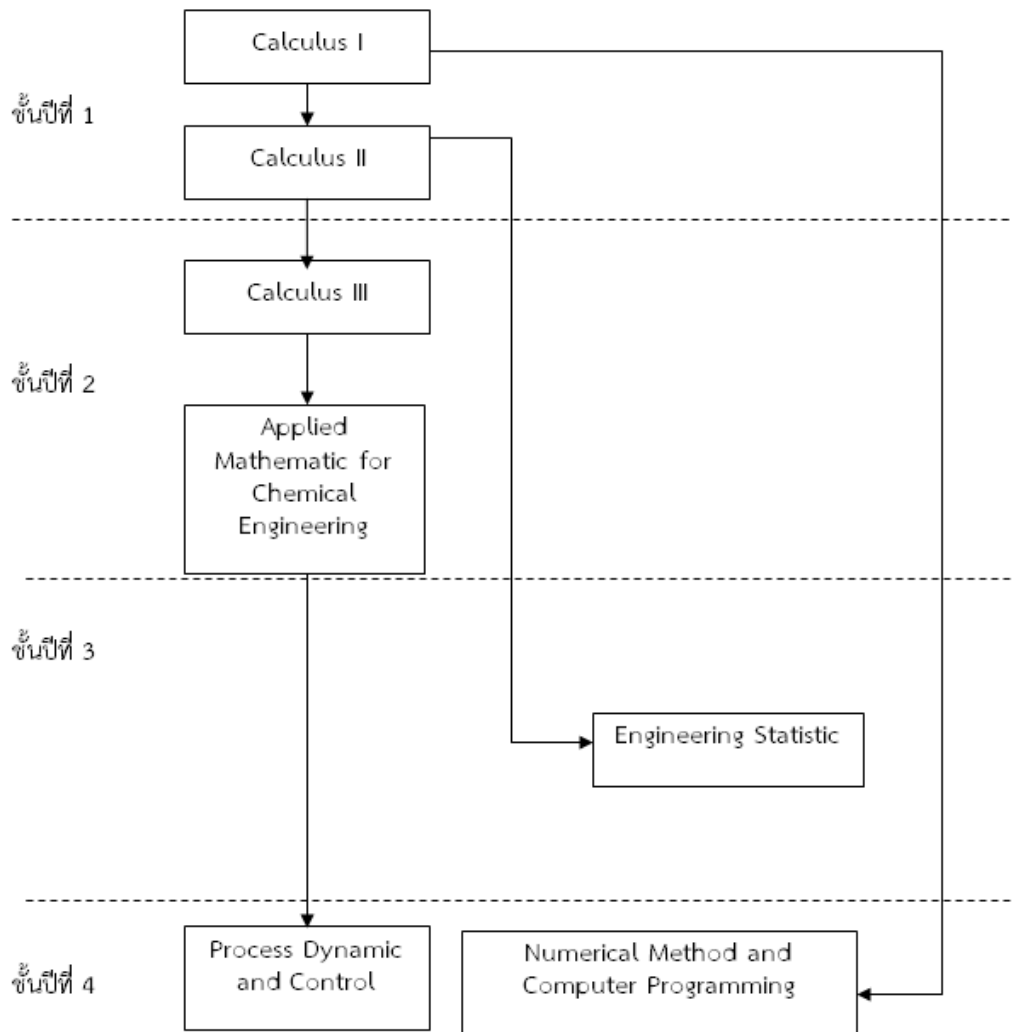 Calculus I
ชั้นปีที่ 1
Calculus II
Calculus III
ชั้นปีที่ 2
Applied
Mathematic for
Chemical
Engineering
ชั้นปีที่ 3
Engineering Statistic
Process Dynamic
and Control
Numerical Method and
Computer Programming
ชั้นปีที่ 4